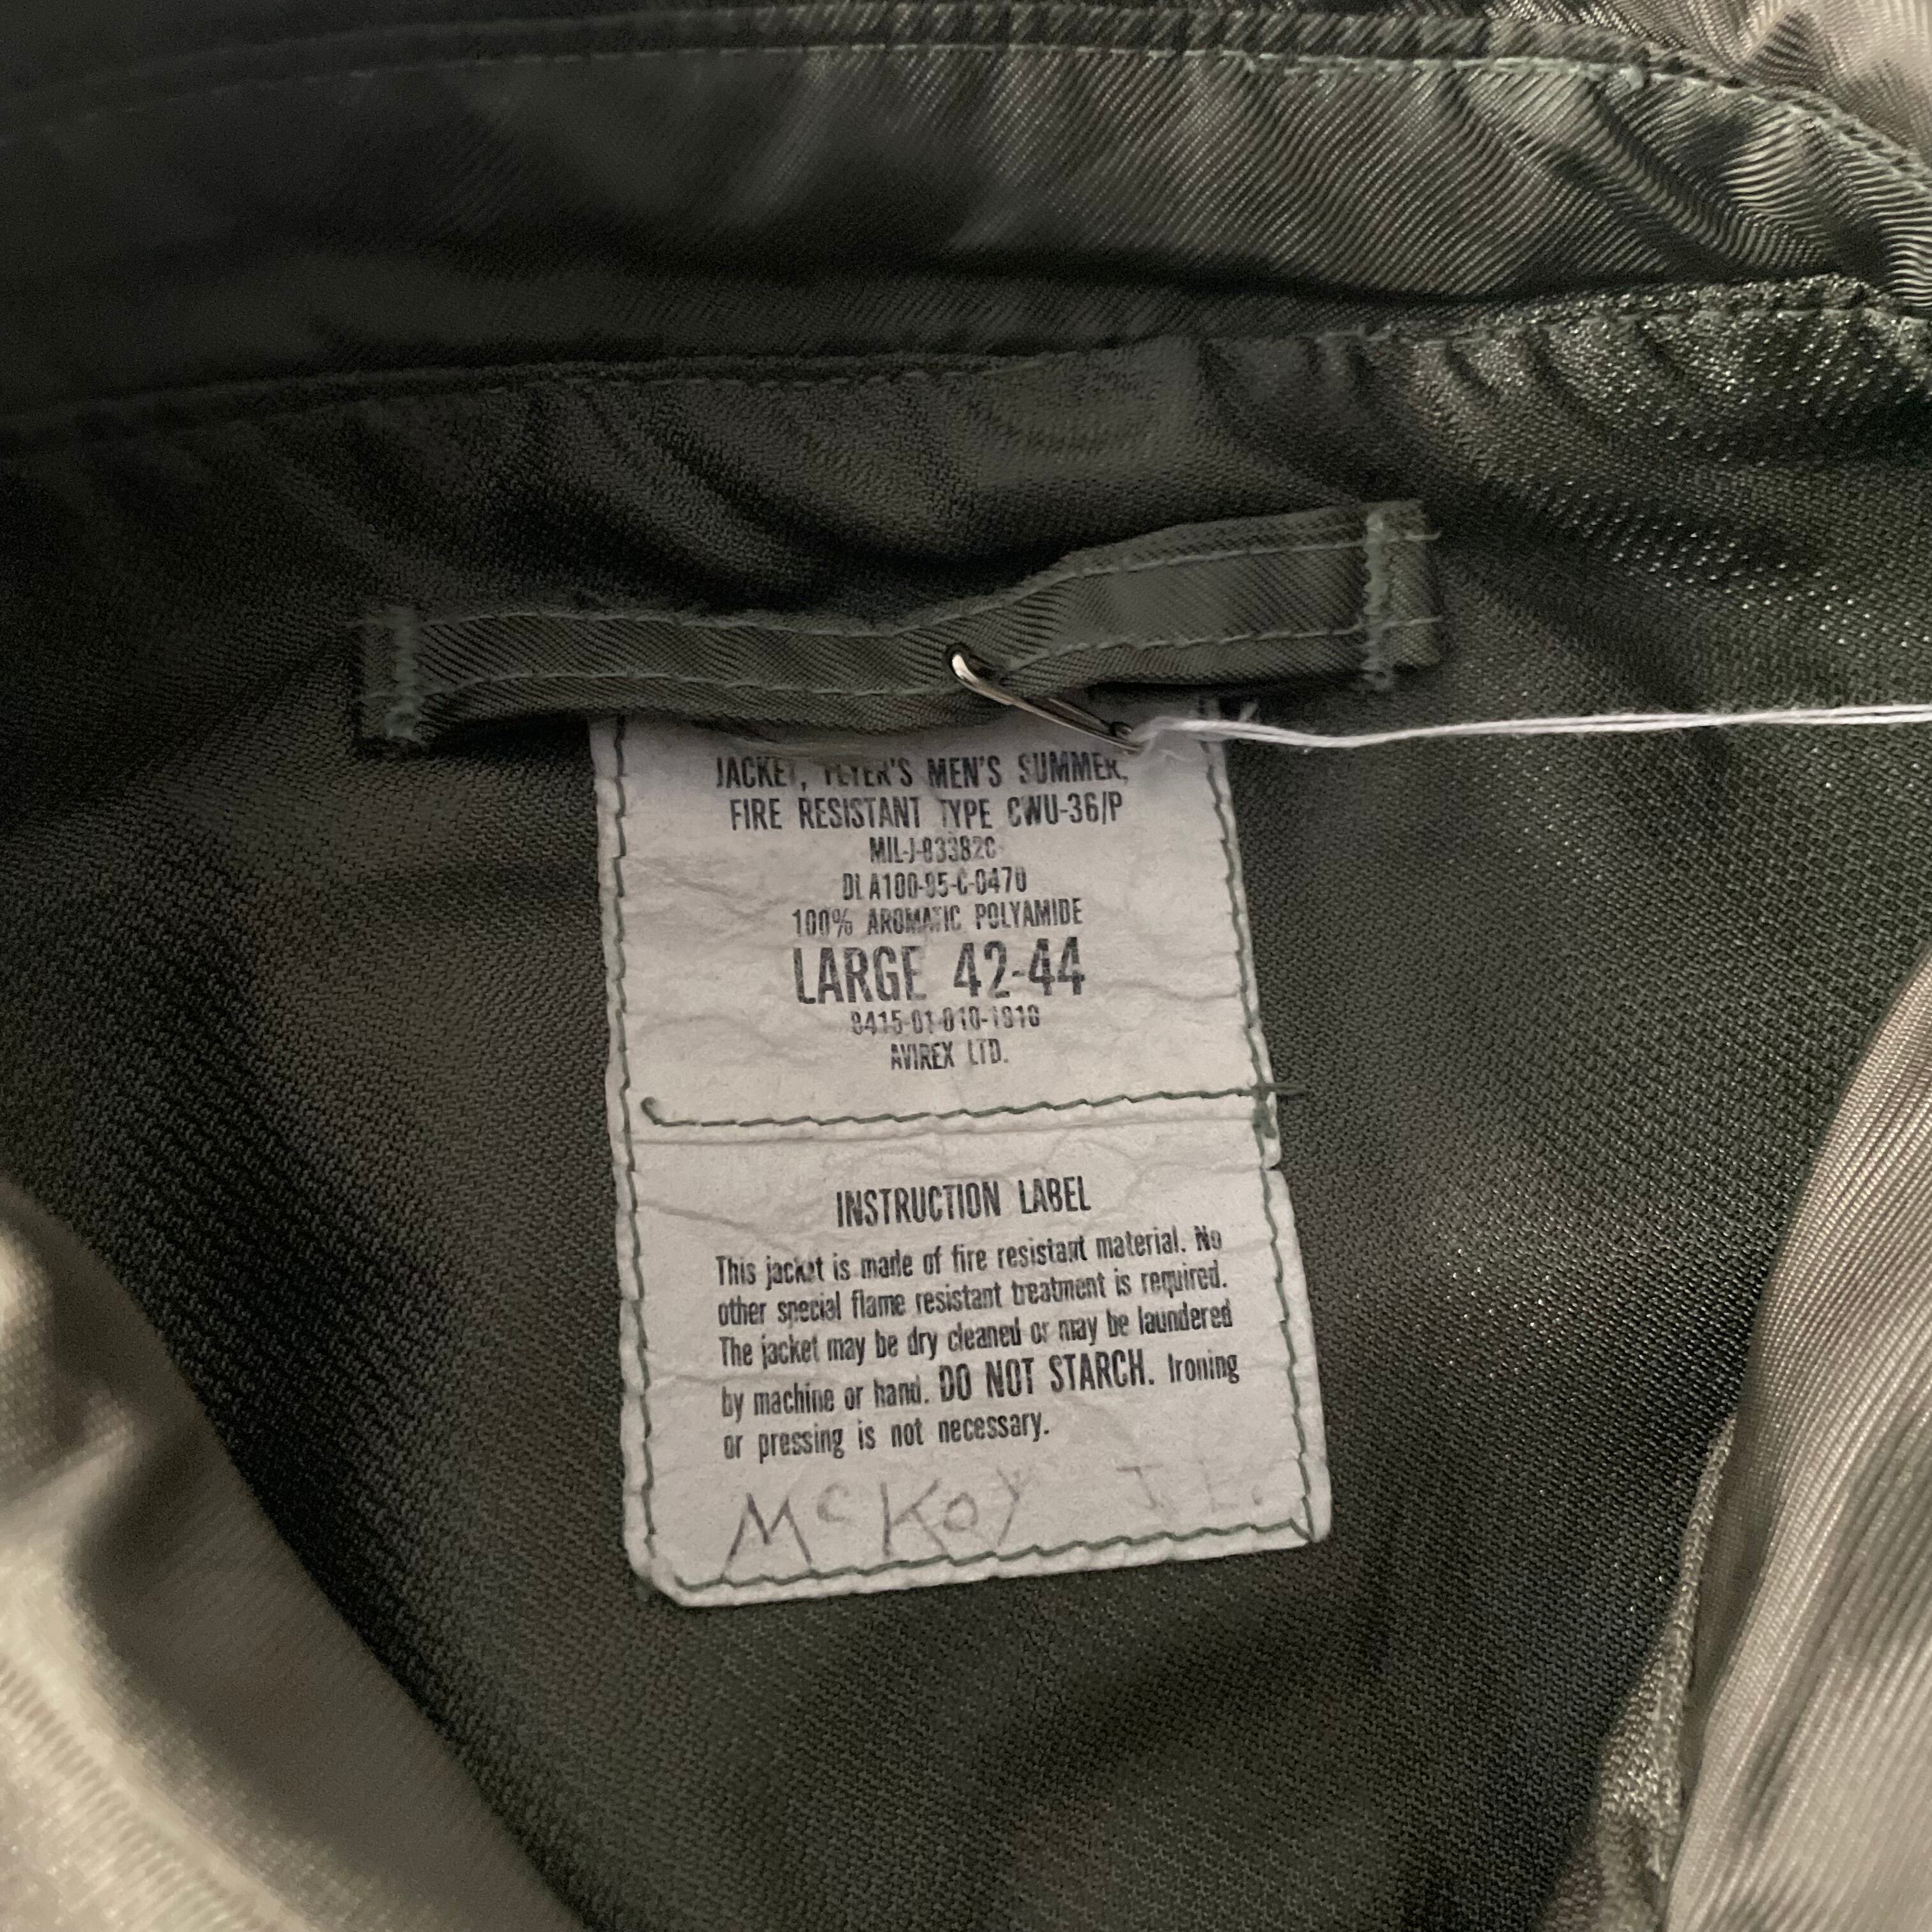 JACKET, FLYER'S MEN'S SUMMER,
FIRE RESISTANT TYPE CWU-36/P
MIL-J-83382C
DLA100-85-C-0470
100% AROMATIC POLYAMIDE
LARGE 42-44
8415-01-010-1918
AVIREX LTD.
INSTRUCTION LABEL
This jacket is made of fire resistant material. No
other special flame resistant treatment is required.
The jacket may be dry cleaned or may be laundered
by machine or hand. DO NOT STARCH. Ironing
or pressing is not necessary.
McKoy J.E.